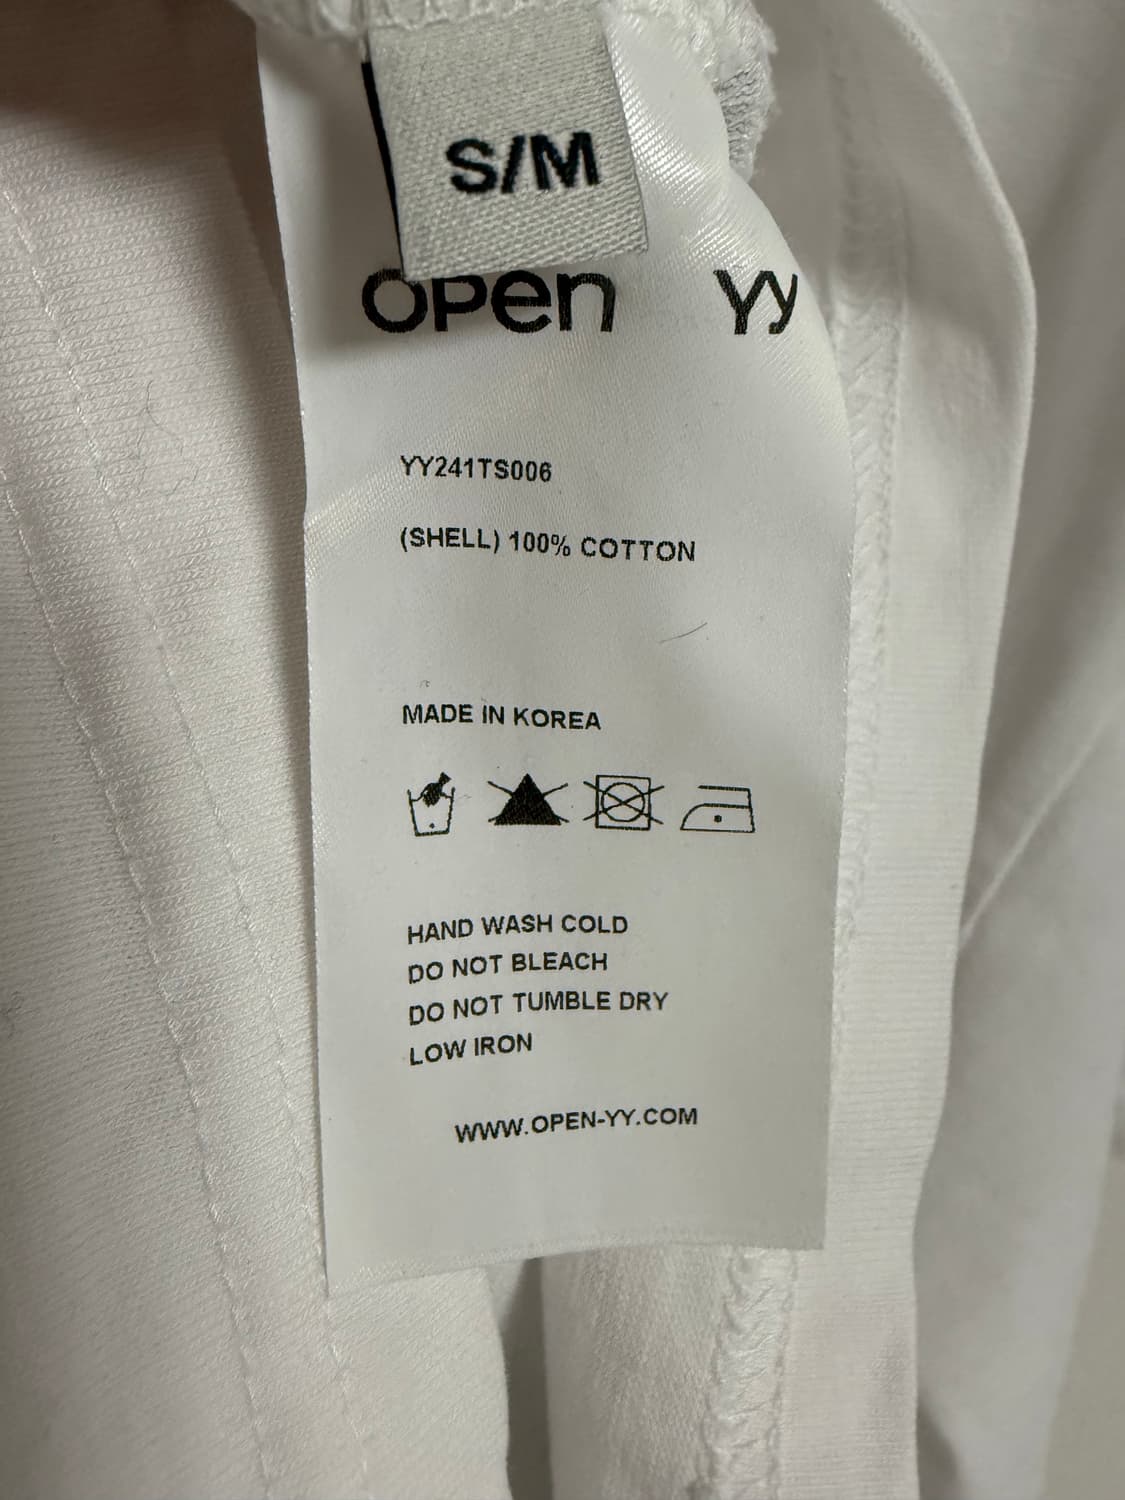 S/M
OPEN YY
YY241TS006
(SHELL) 100% COTTON
MADE IN KOREA
HAND WASH COLD
DO NOT BLEACH
DO NOT TUMBLE DRY
LOW IRON
WWW.OPEN-YY.COM